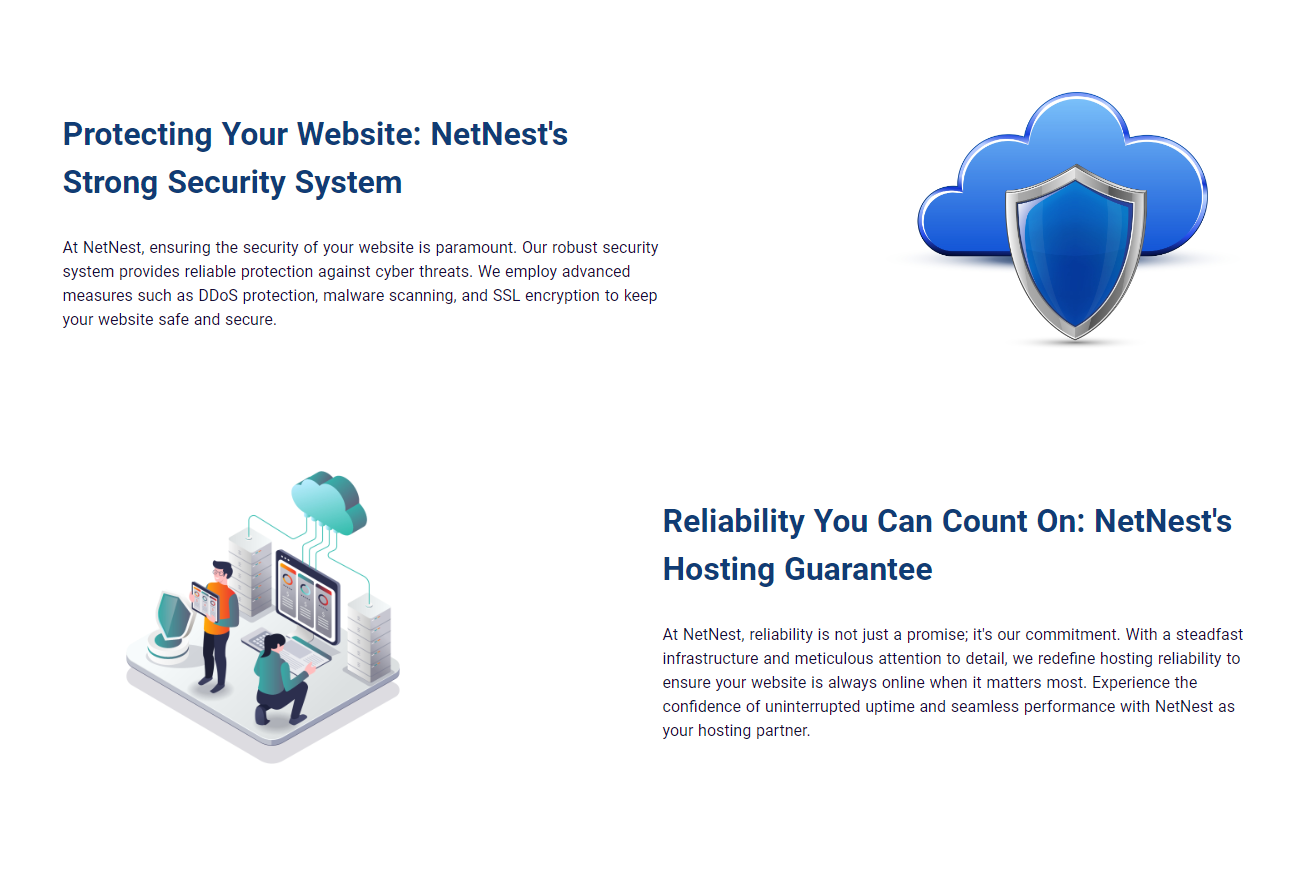 Protecting Your Website: NetNest's
Strong Security System
At NetNest, ensuring the security of your website is paramount. Our robust security
system provides reliable protection against cyber threats. We employ advanced
measures such as DDoS protection, malware scanning, and SSL encryption to keep
your website safe and secure.
Reliability You Can Count On: NetNest's
Hosting Guarantee
At NetNest, reliability is not just a promise; it's our commitment. With a steadfast
infrastructure and meticulous attention to detail, we redefine hosting reliability to
ensure your website is always online when it matters most. Experience the
confidence of uninterrupted uptime and seamless performance with NetNest as
your hosting partner.